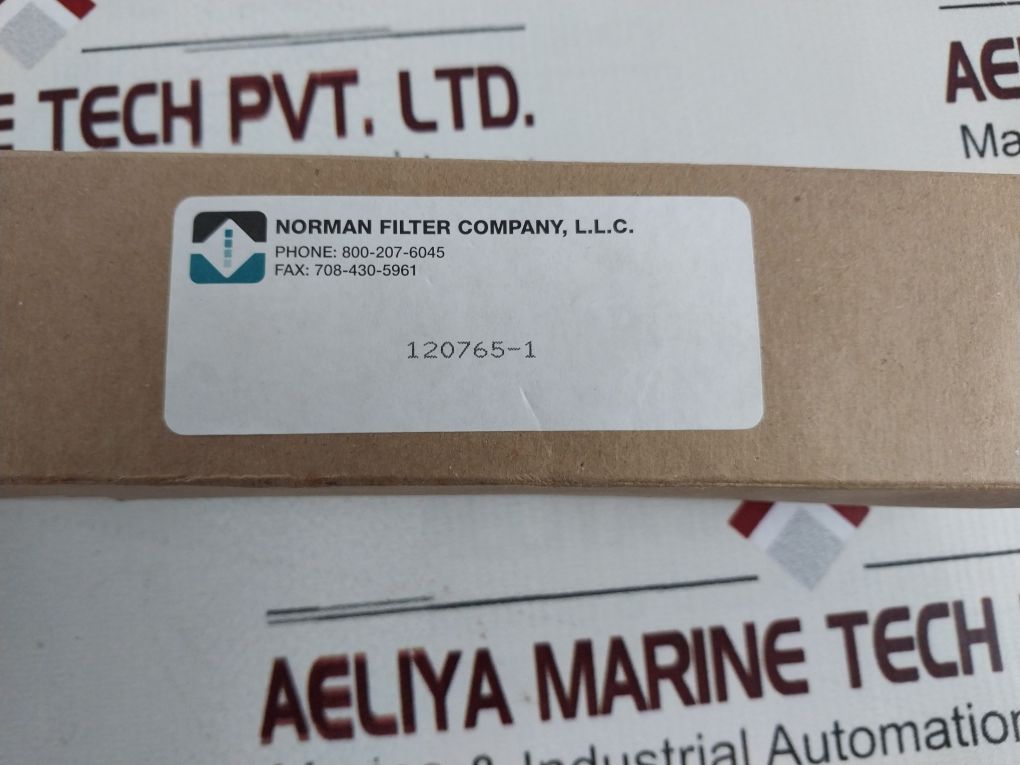 E TECH PVT. LTD.
AE
Ma
NORMAN FILTER COMPANY, L.L.C.
PHONE: 800-207-6045
FAX: 708-430-5961
120765-1
AELIYA MARINE TECH
& Industrial Automation